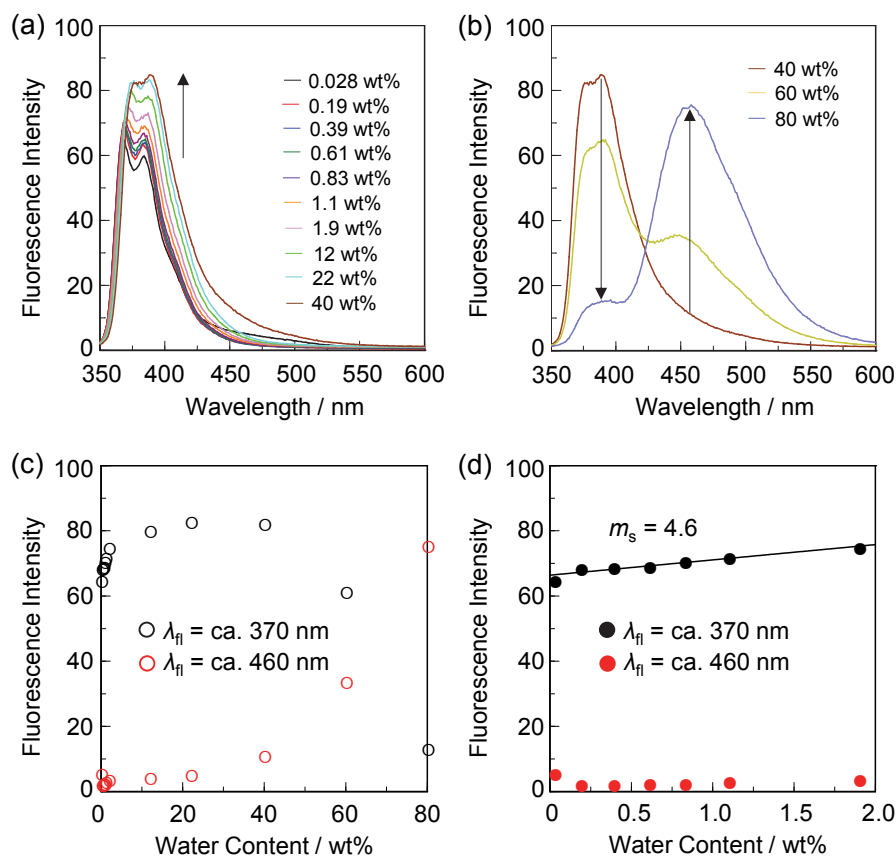 (a)
100
80
60
40
20
0
Fluorescence Intensity
0.028 wt%
0.19 wt%
0.39 wt%
0.61 wt%
0.83 wt%
1.1 wt%
1.9 wt%
12 wt%
22 wt%
40 wt%
350 400 450 500 550 600
Wavelength / nm
(b)
100
80
60
40
20
0
Fluorescence Intensity
40 wt%
60 wt%
80 wt%
350 400 450 500 550 600
Wavelength / nm
(c)
100
80
60
40
20
0
Fluorescence Intensity
λfl = ca. 370 nm
λfl = ca. 460 nm
0 20 40 60 80
Water Content / wt%
(d)
100
80
60
40
20
0
Fluorescence Intensity
ms = 4.6
λfl = ca. 370 nm
λfl = ca. 460 nm
0.0 0.5 1.0 1.5 2.0
Water Content / wt%